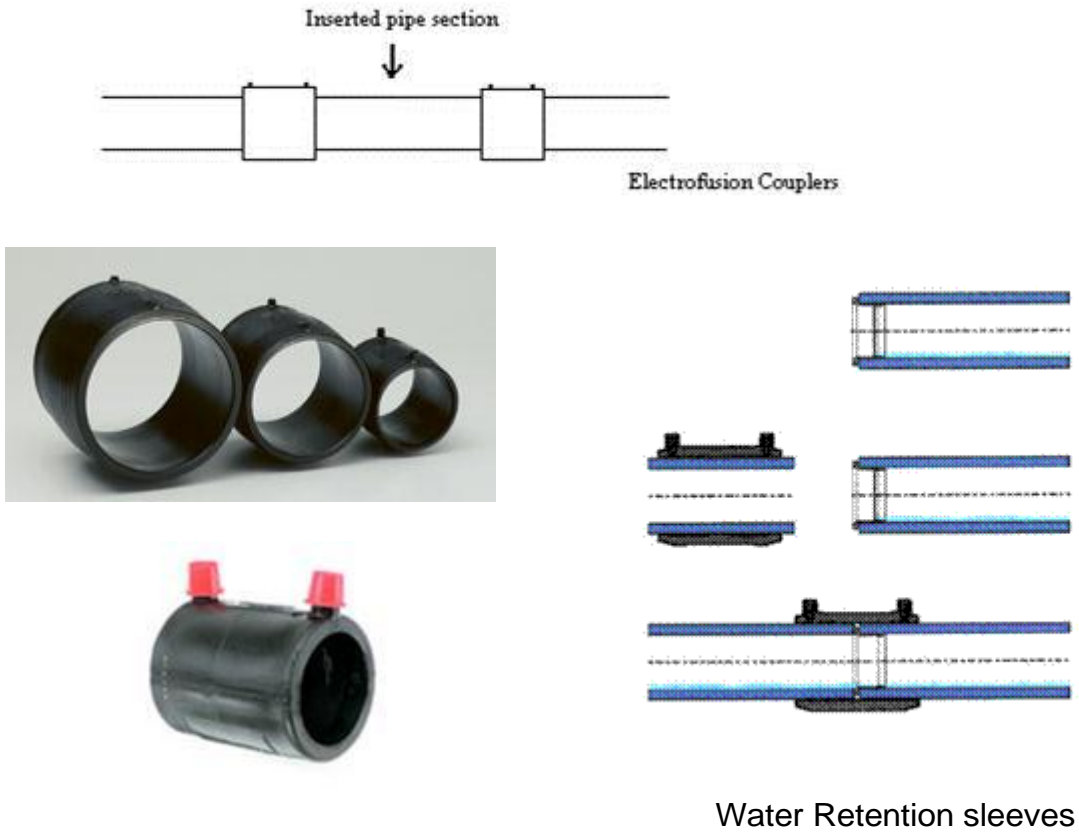 Inserted pipe section
Electrofusion Couplers
Water Retention sleeves